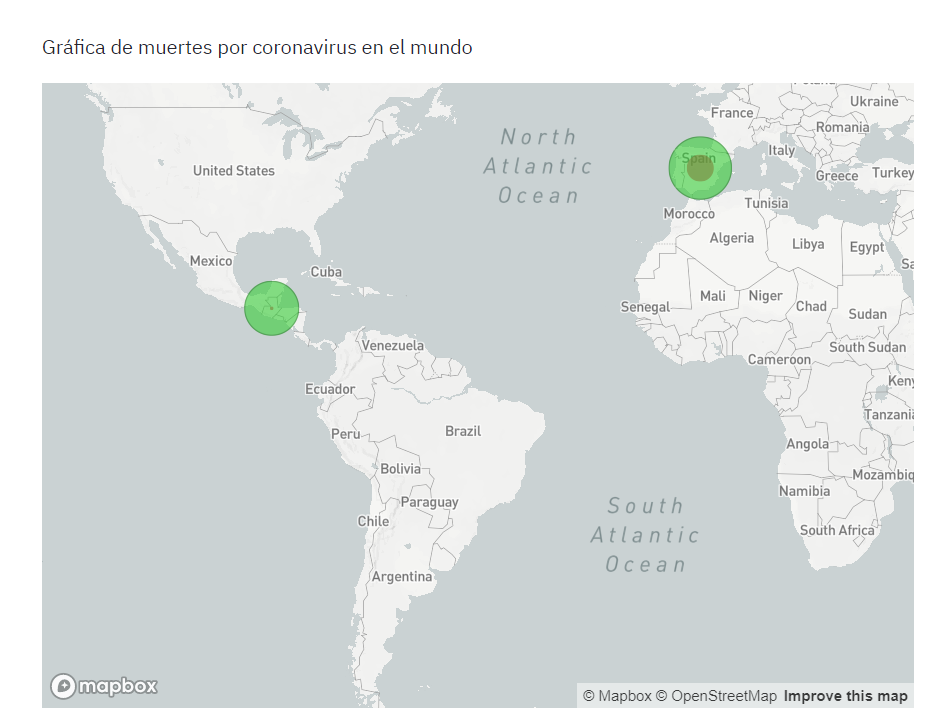 Gráfica de muertes por coronavirus en el mundo
Ukraine
France
Romania
North
Atlantic
Ocean
Spain
Italy
United States
Greece
Turkey
Tunisia
Morocco
Algeria
Libya
Egypt
Mexico
Cuba
Sa
Mali
Niger
Chad
Senegal
Sudan
Venezuela
South Sudan
Cameroon
Keny
Ecuador
Tanzani
Peru
Brazil
Angola
Bolivia
Mozambiq
Namibia
Paraguay
South
Atlantic
Ocean
Chile
South Africa
Argentina
mapbox
© Mapbox © OpenStreetMap Improve this map